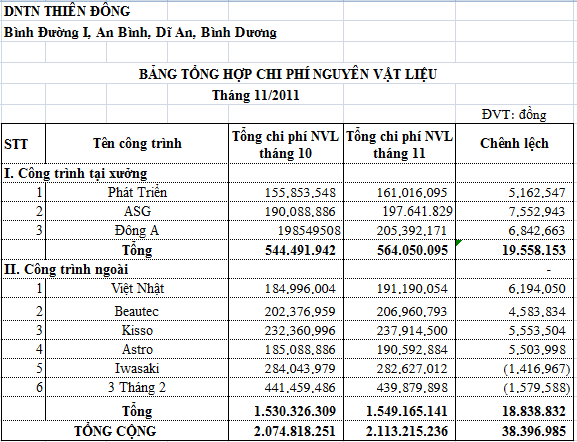 DNTN THIÊN ĐÔNG
Bình Đường I, An Bình, Dĩ An, Bình Dương
BẢNG TỔNG HỢP CHI PHÍ NGUYÊN VẬT LIỆU
Tháng 11/2011
ĐVT: đồng
STT Tên công trình Tổng chi phí NVL tháng 10 Tổng chi phí NVL tháng 11 Chênh lệch
I. Công trình tại xưởng
1 Phát Triển 155,853,548 161,016,095 5,162,547
2 ASG 190,088,886 197.641.829 7,552,943
3 Đông A 198549508 205,392,171 6,842,663
Tổng 544.491.942 564.050.095 19.558.153
II. Công trình ngoài -
1 Việt Nhật 184,996,004 191,190,054 6,194,050
2 Beautec 202,376,959 206,960,793 4,583,834
3 Kisso 232,360,996 237,914,500 5,553,504
4 Astro 185,088,886 190,592,884 5,503,998
5 Iwasaki 284,043,979 282,627,012 (1,416,967)
6 3 Tháng 2 441,459,486 439,879,898 (1,579,588)
Tổng 1.530.326.309 1.549.165.141 18.838.832
TỔNG CỘNG 2.074.818.251 2.113.215.236 38.396.985